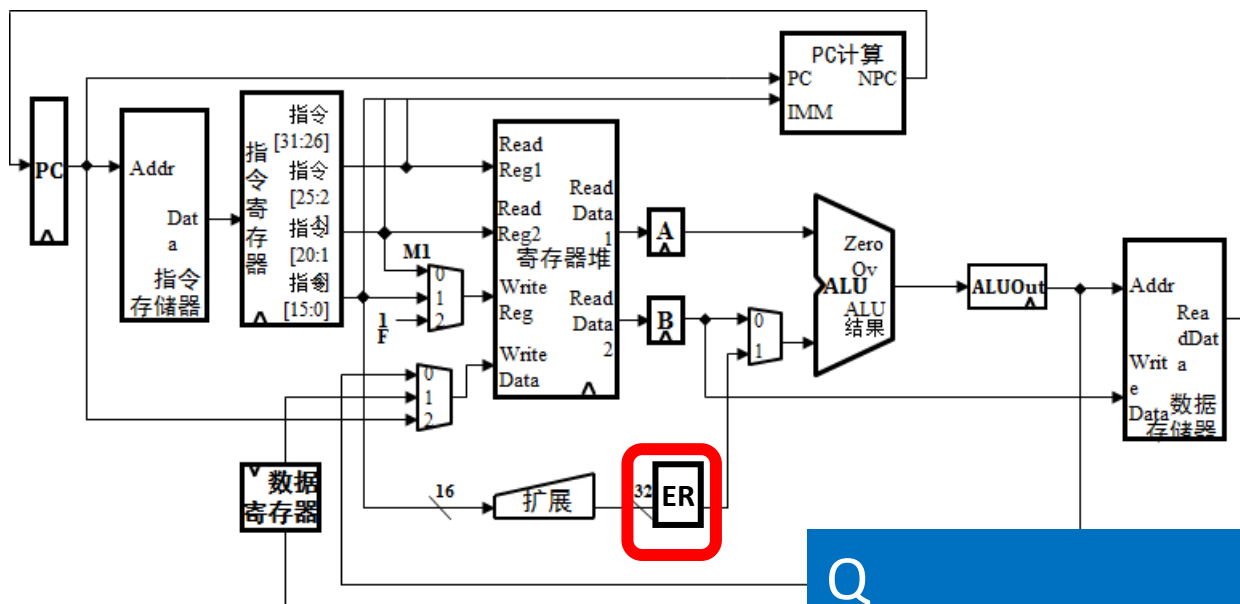 PC计算
PC NPC
IMM
PC
Addr
Dat
a
指令
存储器
指令寄存器
指令
[31:26]
指令
[25:2
指令
[20:1
指令
[15:0]
M1
0
1
2
1
F
0
1
2
Read
Reg1
Read
Reg2
Write
Reg
Write
Data
Read
Data
1
寄存器堆
Read
Data
2
A
B
0
1
Zero
Ov
ALU
ALU
结果
ALUOut
Addr
Rea
dDat
a
Writ
e
Data
数据
存储器
数据
寄存器
16
扩展
32
ER
Q